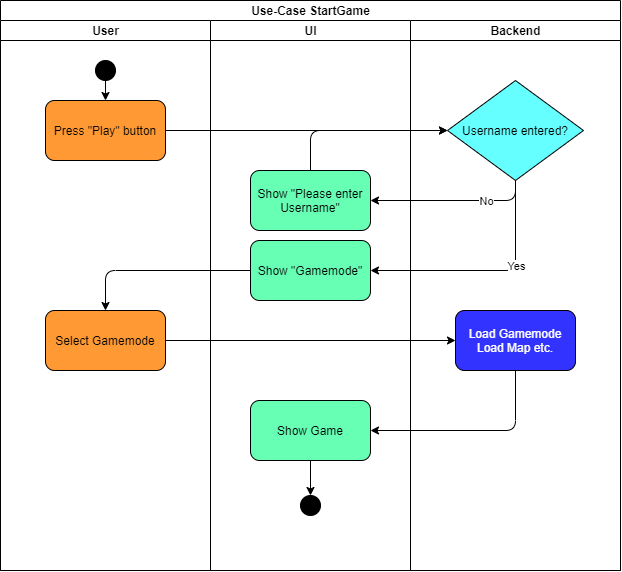 Use-Case StartGame
User
UI
Backend
Press "Play" button
Username entered?
Show "Please enter
Username"
No
Show "Gamemode"
Yes
Select Gamemode
Load Gamemode
Load Map etc.
Show Game